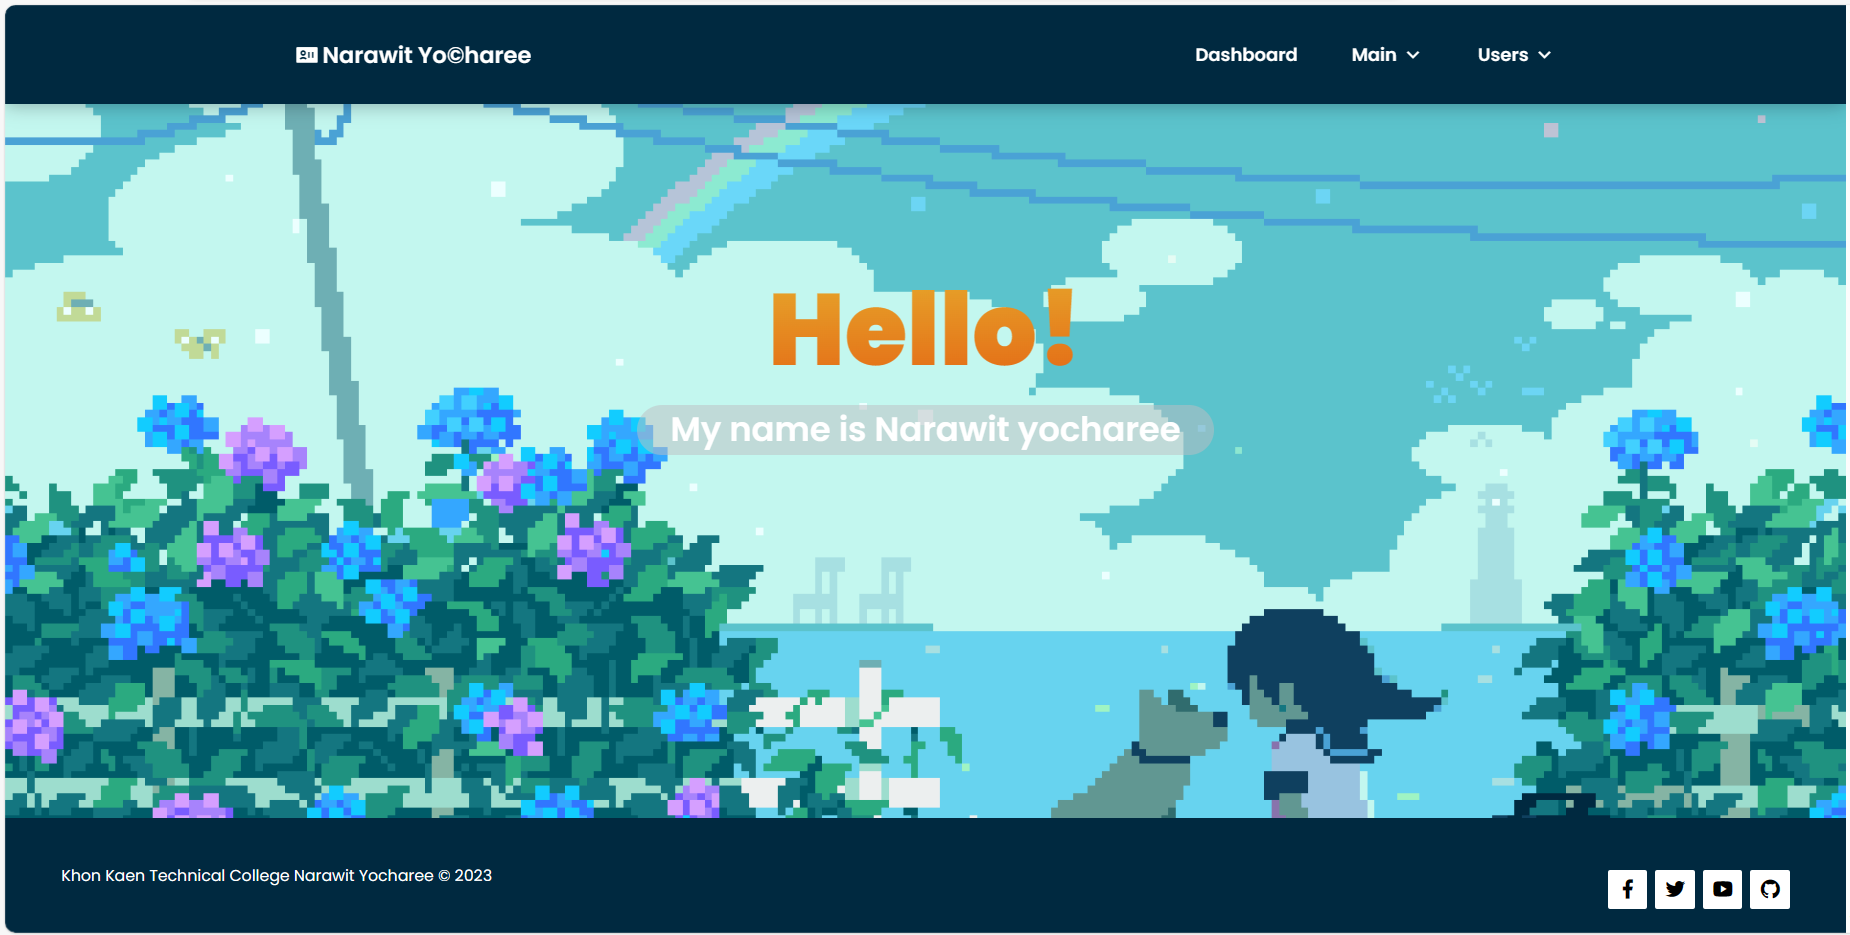 Narawit Yo©haree
Dashboard
Main
Users
Hello!
My name is Narawit yocharee
Khon Kaen Technical College Narawit Yocharee © 2023